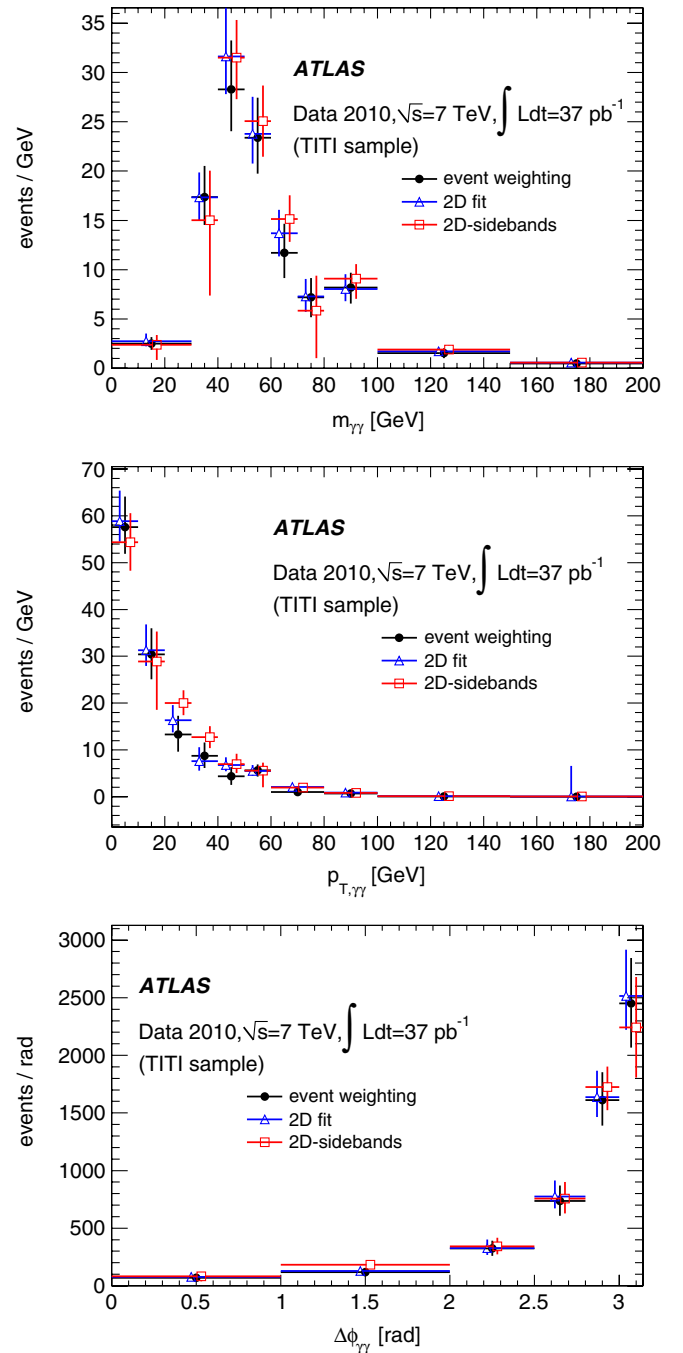 events / GeV
35
30
25
20
15
10
5
0
ATLAS
Data 2010,√s=7 TeV,∫ Ldt=37 pb⁻¹
(TITI sample)
event weighting
2D fit
2D-sidebands
0 20 40 60 80 100 120 140 160 180 200
m_γγ [GeV]
events / GeV
70
60
50
40
30
20
10
0
ATLAS
Data 2010,√s=7 TeV,∫ Ldt=37 pb⁻¹
(TITI sample)
event weighting
2D fit
2D-sidebands
0 20 40 60 80 100 120 140 160 180 200
p_T,γγ [GeV]
events / rad
3000
2500
2000
1500
1000
500
0
ATLAS
Data 2010,√s=7 TeV,∫ Ldt=37 pb⁻¹
(TITI sample)
event weighting
2D fit
2D-sidebands
0 0.5 1 1.5 2 2.5 3
Δϕ_γγ [rad]